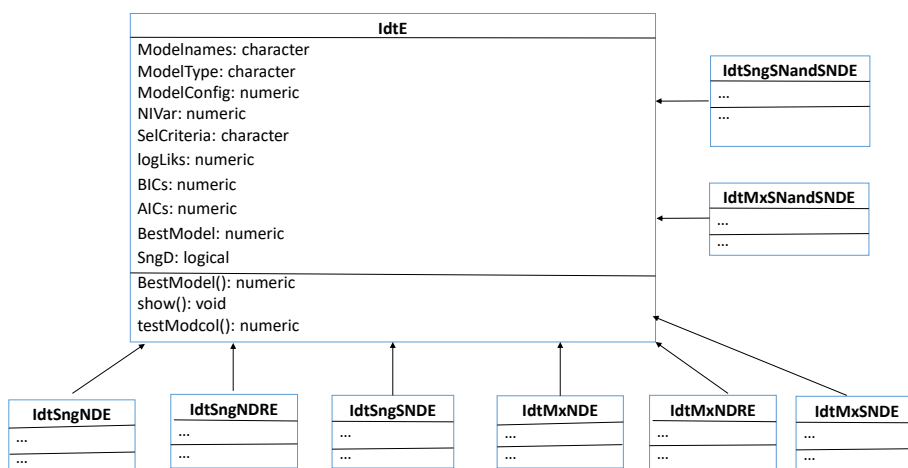 IdtE
Modelnames: character
ModelType: character
ModelConfig: numeric
NIVar: numeric
SelCriteria: character
logLiks: numeric
BICs: numeric
AICs: numeric
BestModel: numeric
SngD: logical
BestModel(): numeric
show(): void
testModcol(): numeric
IdtSngSNandSNDE
...
...
IdtMxSNandSNDE
...
...
IdtSngNDE
...
...
IdtSngNDRE
...
...
IdtSngSNDE
...
...
IdtMxNDE
...
...
IdtMxNDRE
...
...
IdtMxSNDE
...
...